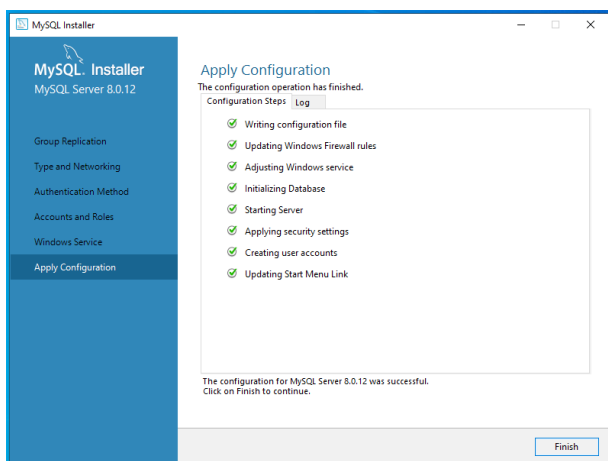 MySQL Installer
MySQL. Installer
MySQL Server 8.0.12
Group Replication
Type and Networking
Authentication Method
Accounts and Roles
Windows Service
Apply Configuration
Apply Configuration
The configuration operation has finished.
Configuration Steps Log
Writing configuration file
Updating Windows Firewall rules
Adjusting Windows service
Initializing Database
Starting Server
Applying security settings
Creating user accounts
Updating Start Menu Link
The configuration for MySQL Server 8.0.12 was successful.
Click on Finish to continue.
Finish